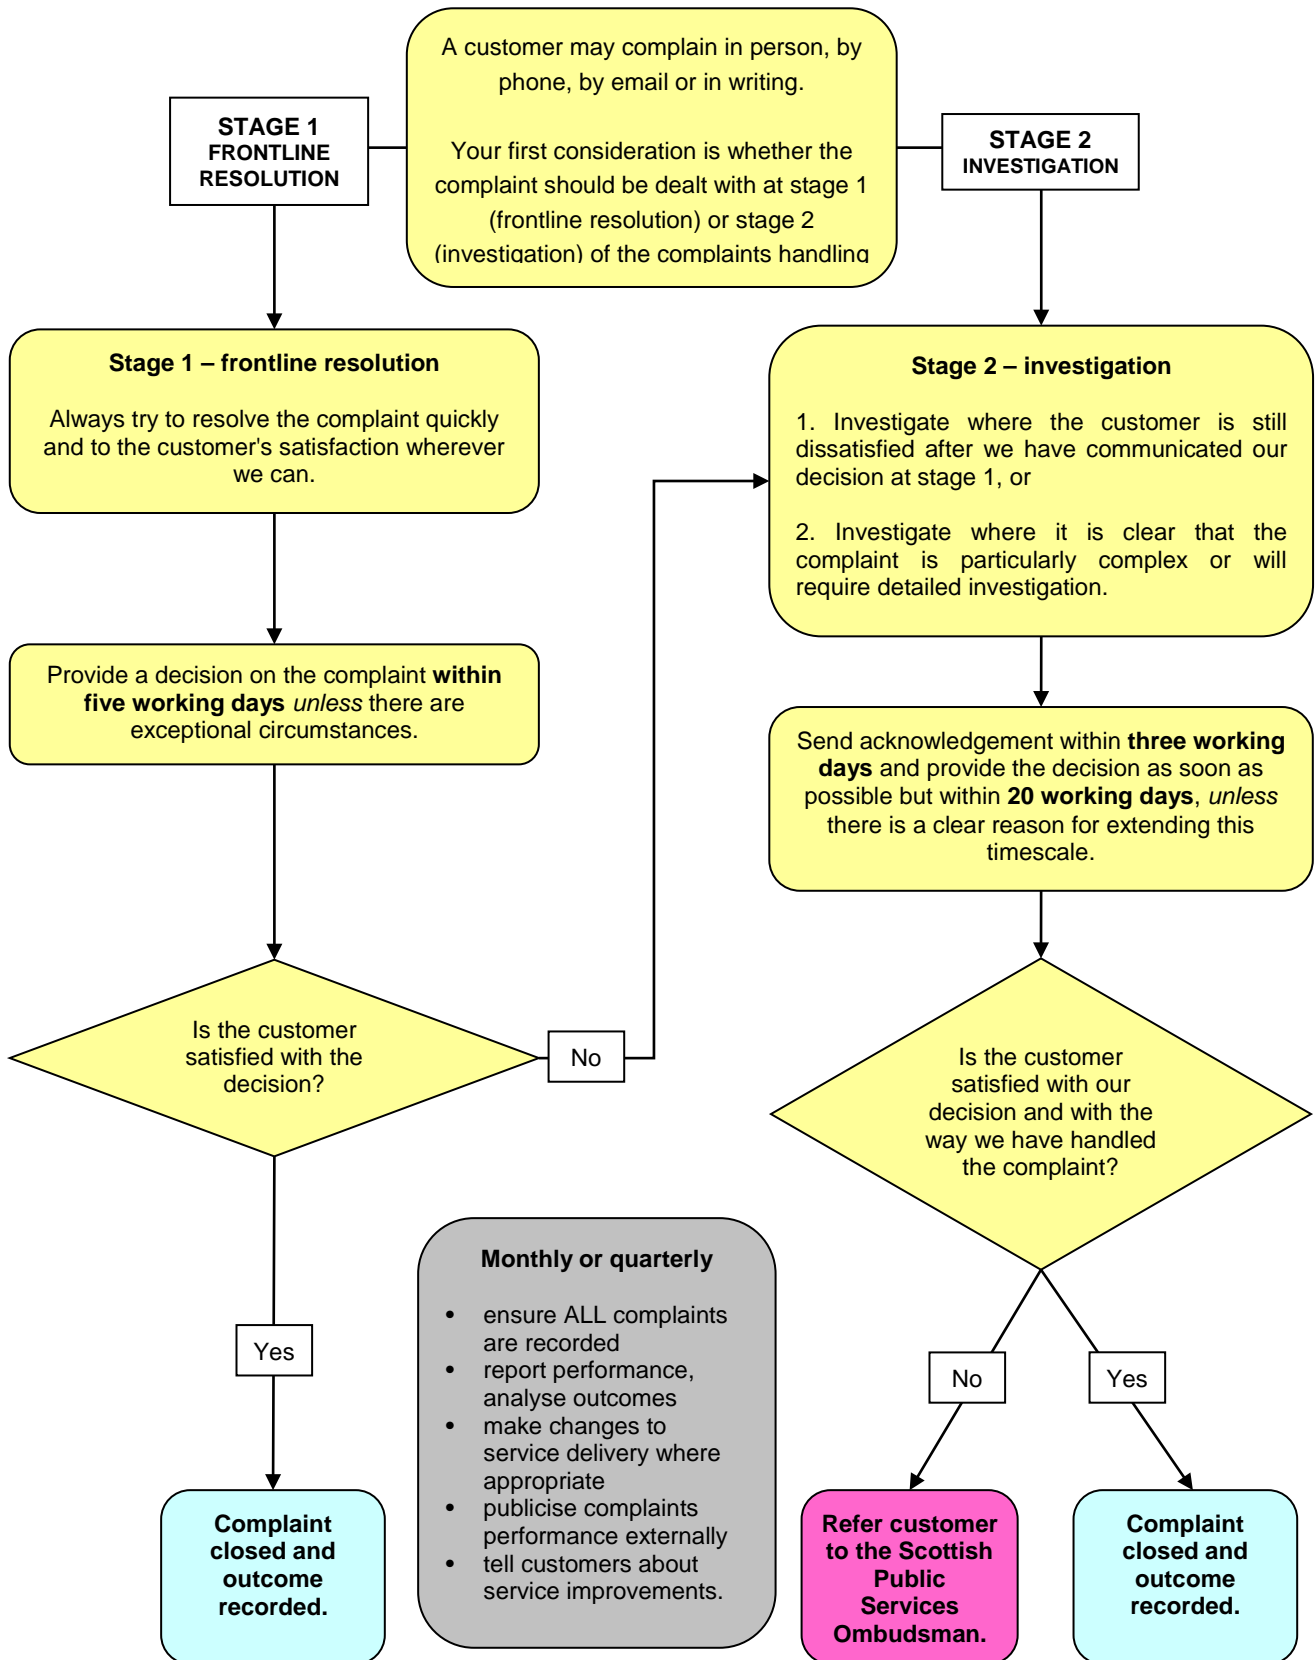 A customer may complain in person, by
phone, by email or in writing.
Your first consideration is whether the
complaint should be dealt with at stage 1
(frontline resolution) or stage 2
(investigation) of the complaints handling
STAGE 1
FRONTLINE
RESOLUTION
STAGE 2
INVESTIGATION
Stage 1 – frontline resolution
Always try to resolve the complaint quickly
and to the customer's satisfaction wherever
we can.
Provide a decision on the complaint within
five working days unless there are
exceptional circumstances.
Is the customer
satisfied with the
decision?
No
Yes
Complaint
closed and
outcome
recorded.
Stage 2 – investigation
1. Investigate where the customer is still
dissatisfied after we have communicated our
decision at stage 1, or
2. Investigate where it is clear that the
complaint is particularly complex or will
require detailed investigation.
Send acknowledgement within three working
days and provide the decision as soon as
possible but within 20 working days, unless
there is a clear reason for extending this
timescale.
Is the customer
satisfied with our
decision and with the
way we have handled
the complaint?
No
Yes
Refer customer
to the Scottish
Public
Services
Ombudsman.
Complaint
closed and
outcome
recorded.
Monthly or quarterly
• ensure ALL complaints
are recorded
• report performance,
analyse outcomes
• make changes to
service delivery where
appropriate
• publicise complaints
performance externally
• tell customers about
service improvements.